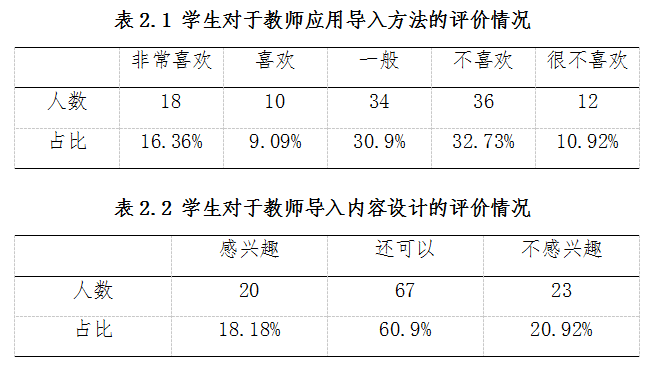 表 2.1 学生对于教师应用导入方法的评价情况
非常喜欢 喜欢 一般 不喜欢 很不喜欢
人数 18 10 34 36 12
占比 16.36% 9.09% 30.9% 32.73% 10.92%
表 2.2 学生对于教师导入内容设计的评价情况
感兴趣 还可以 不感兴趣
人数 20 67 23
占比 18.18% 60.9% 20.92%